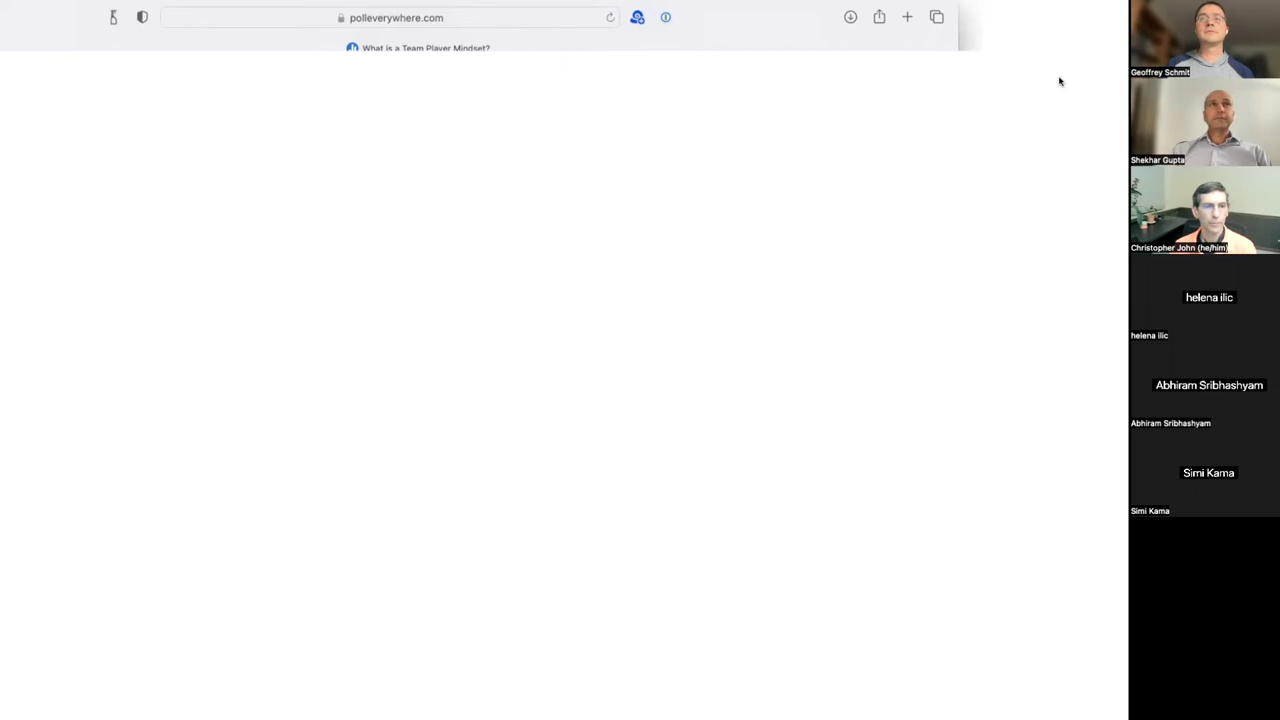 polleverywhere.com
What is a Team Player Mindset?
Geoffrey Schmit
Shekhar Gupta
Christopher John (he/him)
helena ilic
helena ilic
Abhiram Sribhashyam
Abhiram Sribhashyam
Simi Kama
Simi Kama